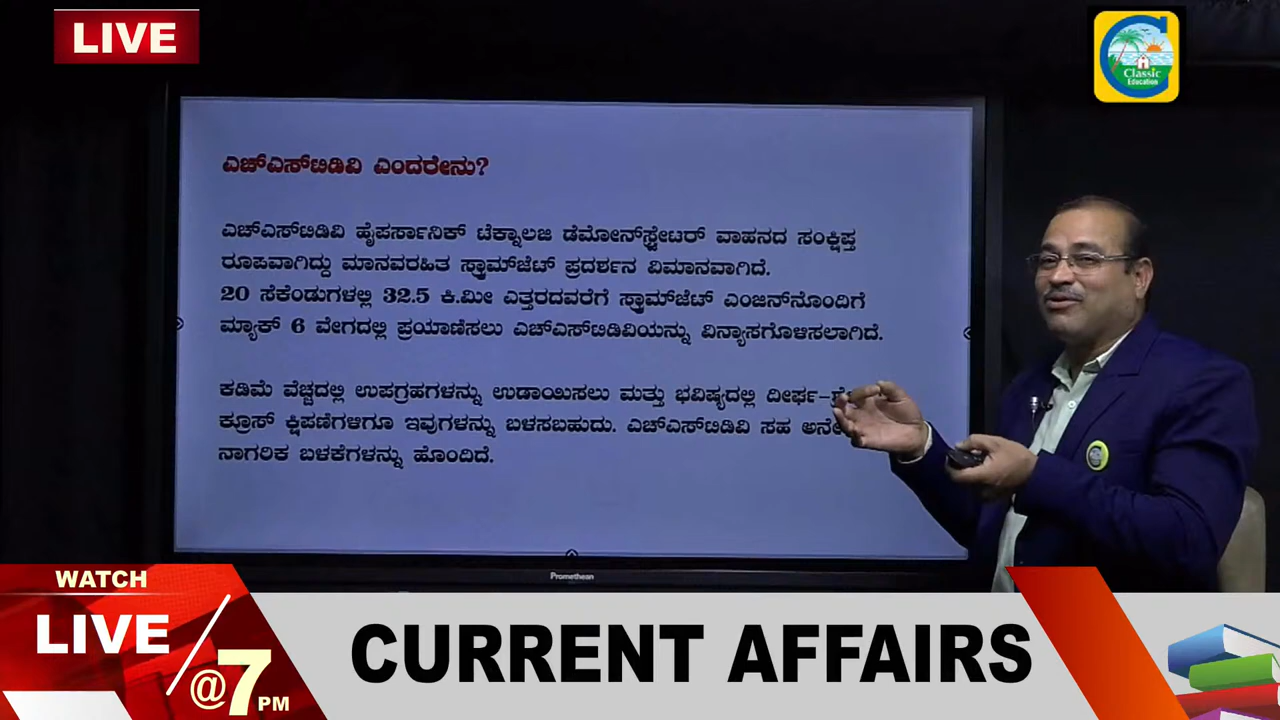 LIVE
Classic
Education
ಎಚ್‌ಎಸ್‌ಟಿಡಿವಿ ಎಂದರೇನು?
ಎಚ್‌ಎಸ್‌ಟಿಡಿವಿ ಹೈಪರ್ಸಾನಿಕ್ ಟೆಕ್ನಾಲಜಿ ಡೆಮೋನ್‌ಸ್ಟ್ರೇಟರ್ ವಾಹನದ ಸಂಕ್ಷಿಪ್ತ
ರೂಪವಾಗಿದ್ದು ಮಾನವರಹಿತ ಸ್ಕ್ರಾಮ್‌ಜೆಟ್ ಪ್ರದರ್ಶನ ವಿಮಾನವಾಗಿದೆ.
20 ಸೆಕೆಂಡುಗಳಲ್ಲಿ 32.5 ಕಿ.ಮೀ ಎತ್ತರದವರೆಗೆ ಸ್ಕ್ರಾಮ್‌ಜೆಟ್ ಎಂಜಿನ್‌ನೊಂದಿಗೆ
ಮ್ಯಾಕ್ 6 ವೇಗದಲ್ಲಿ ಪ್ರಯಾಣಿಸಲು ಎಚ್‌ಎಸ್‌ಟಿಡಿವಿಯನ್ನು ವಿನ್ಯಾಸಗೊಳಿಸಲಾಗಿದೆ.
ಕಡಿಮೆ ವೆಚ್ಚದಲ್ಲಿ ಉಪಗ್ರಹಗಳನ್ನು ಉಡಾಯಿಸಲು ಮತ್ತು ಭವಿಷ್ಯದಲ್ಲಿ ದೀರ್ಘ-
ಕ್ರೂಸ್ ಕ್ಷಿಪಣಿಗಳಿಗೂ ಇವುಗಳನ್ನು ಬಳಸಬಹುದು. ಎಚ್‌ಎಸ್‌ಟಿಡಿವಿ ಸಹ
ನಾಗರಿಕ ಬಳಕೆಗಳನ್ನು ಹೊಂದಿದೆ.
Promethean
WATCH
LIVE
@7PM
CURRENT AFFAIRS